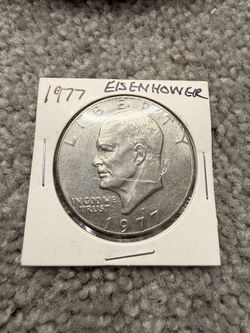 1977 EISENHOWER
LIBERTY
IN GOD WE
TRUST
1977